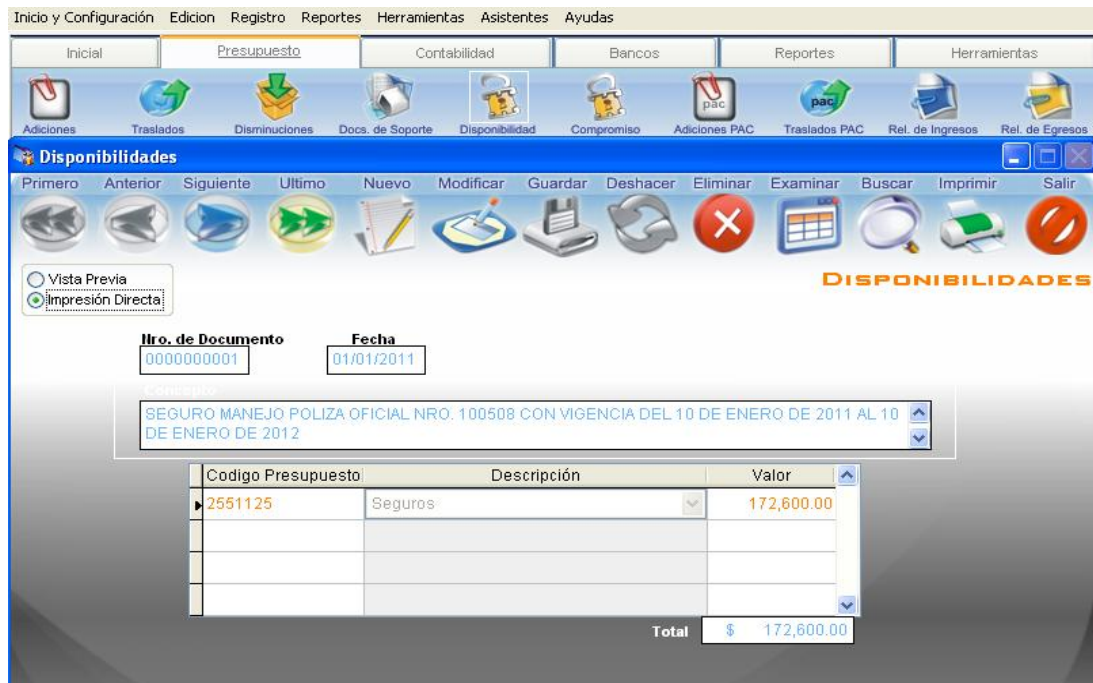 Inicio y Configuración Edicion Registro Reportes Herramientas Asistentes Ayudas
Inicial Presupuesto Contabilidad Bancos Reportes Herramientas
pac pac
Adiciones Traslados Disminuciones Docs. de Soporte Disponibilidad Compromiso Adiciones PAC Traslados PAC Rel. de Ingresos Rel. de Egresos
Disponibilidades
Primero Anterior Siguiente Ultimo Nuevo Modificar Guardar Deshacer Eliminar Examinar Buscar Imprimir Salir
Vista Previa
Impresión Directa
DISPONIBILIDADES
Nro. de Documento Fecha
0000000001 01/01/2011
Concepto
SEGURO MANEJO POLIZA OFICIAL NRO. 100508 CON VIGENCIA DEL 10 DE ENERO DE 2011 AL 10
DE ENERO DE 2012
Codigo Presupuesto Descripción Valor
2551125 Seguros 172,600.00
Total $ 172,600.00